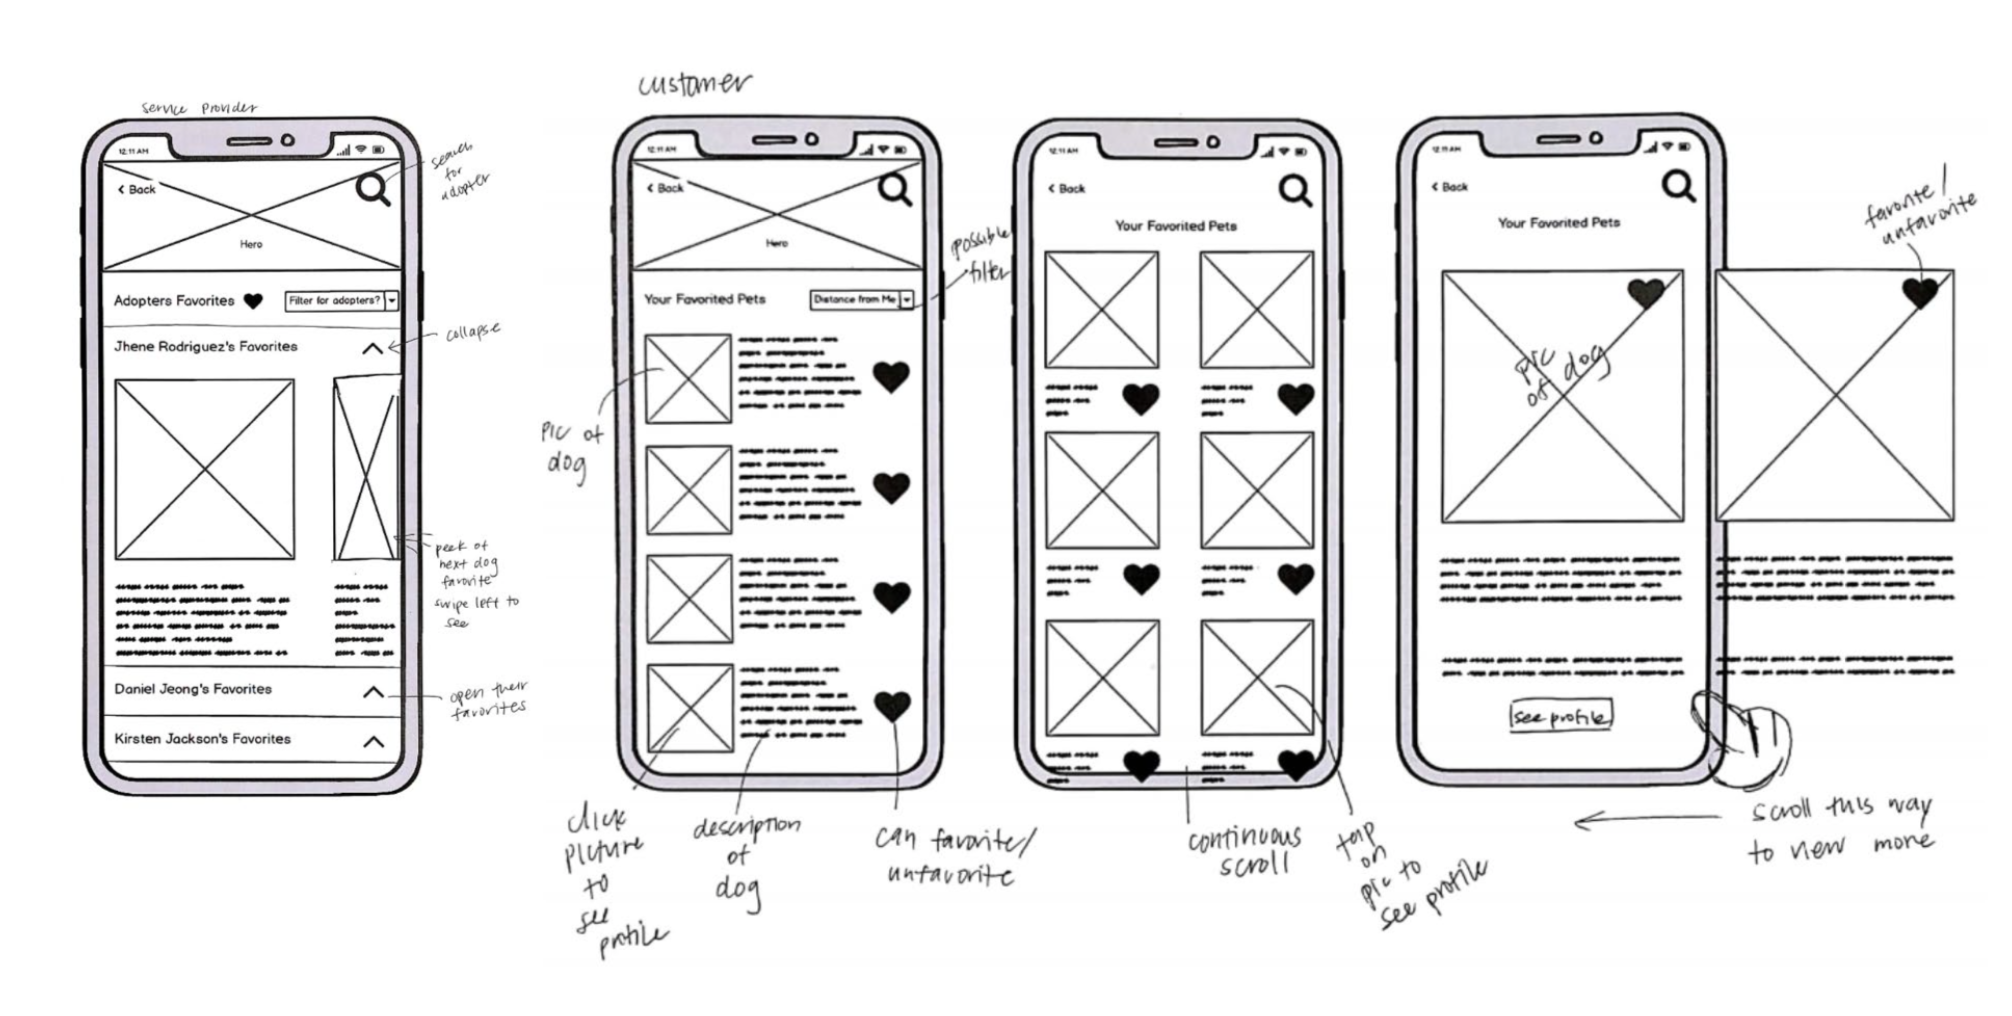 service provider
12:11 AM
< Back
Hero
search
for
adopter
Adopters Favorites
Filter for adopters?
Jhene Rodriguez's Favorites
collapse
peek of
next dog
favorite
swipe left to
see
Daniel Jeong's Favorites
open their
favorites
Kirsten Jackson's Favorites
customer
12:11 AM
< Back
Hero
possible
filter
Your Favorited Pets
Distance from Me
pic of
dog
click
picture
to
see
profile
description
of
dog
can favorite/
unfavorite
12:11 AM
< Back
Your Favorited Pets
continuous
scroll
tap
on
pic to
see profile
12:11 AM
< Back
Your Favorited Pets
favorite/
unfavorite
pic
of dog
see profile
scroll this way
to view more